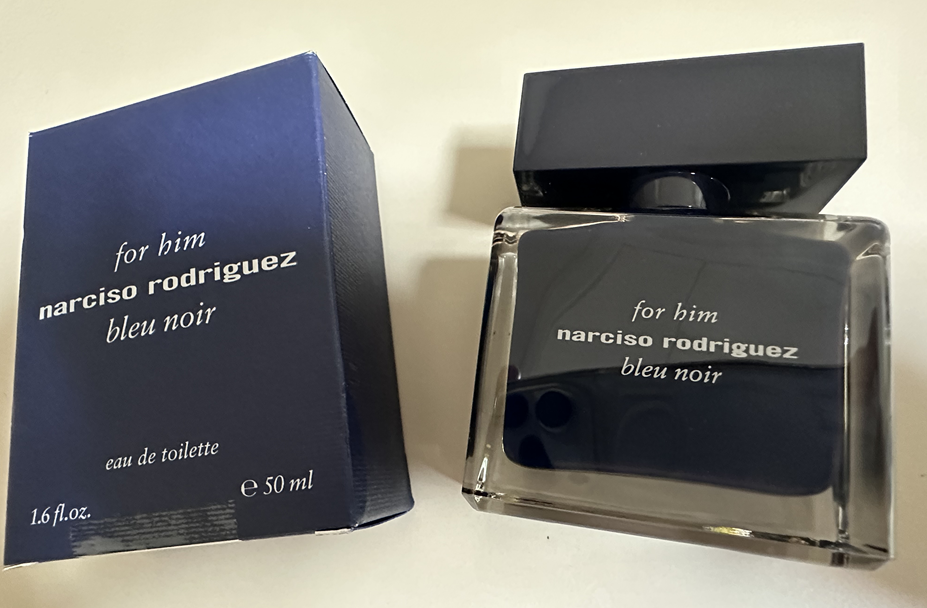 for him
narciso rodriguez
bleu noir
eau de toilette
1.6 fl.oz.
℮ 50 ml
for him
narciso rodriguez
bleu noir